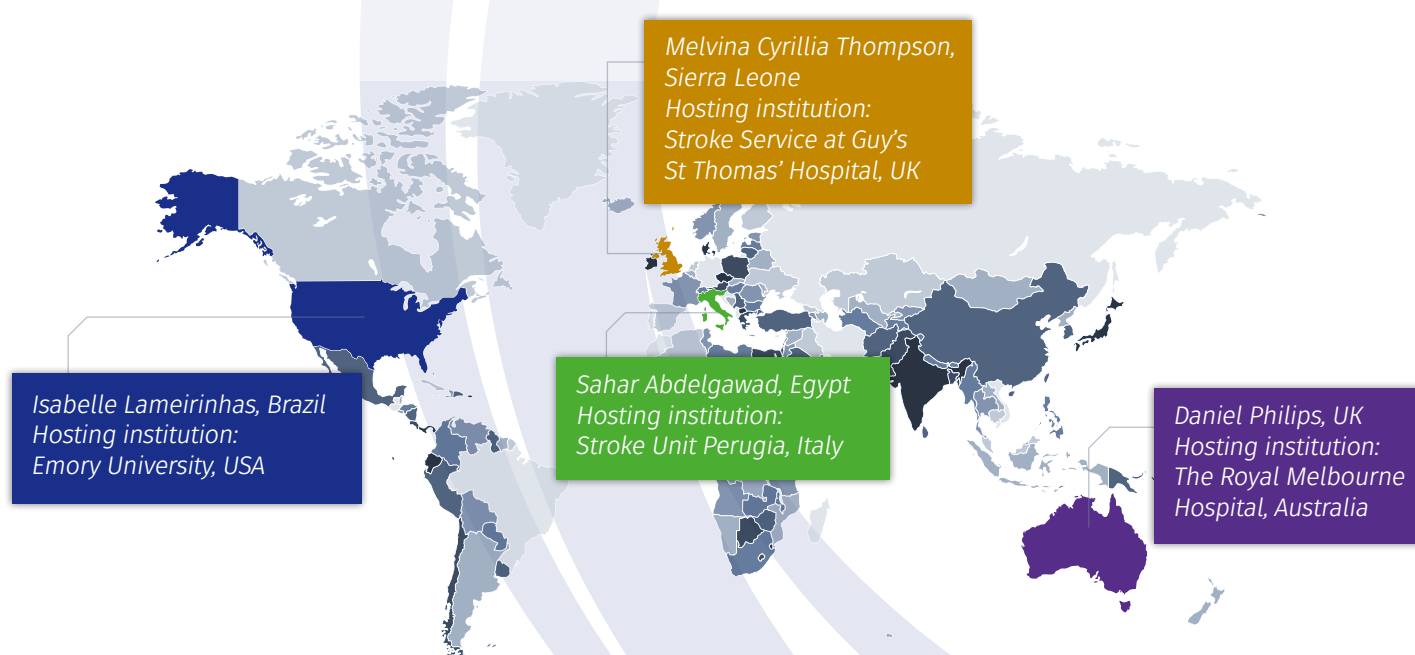 Melvina Cyrillia Thompson,
Sierra Leone
Hosting institution:
Stroke Service at Guy’s
St Thomas’ Hospital, UK
Isabelle Lameirinhas, Brazil
Hosting institution:
Emory University, USA
Sahar Abdelgawad, Egypt
Hosting institution:
Stroke Unit Perugia, Italy
Daniel Philips, UK
Hosting institution:
The Royal Melbourne
Hospital, Australia